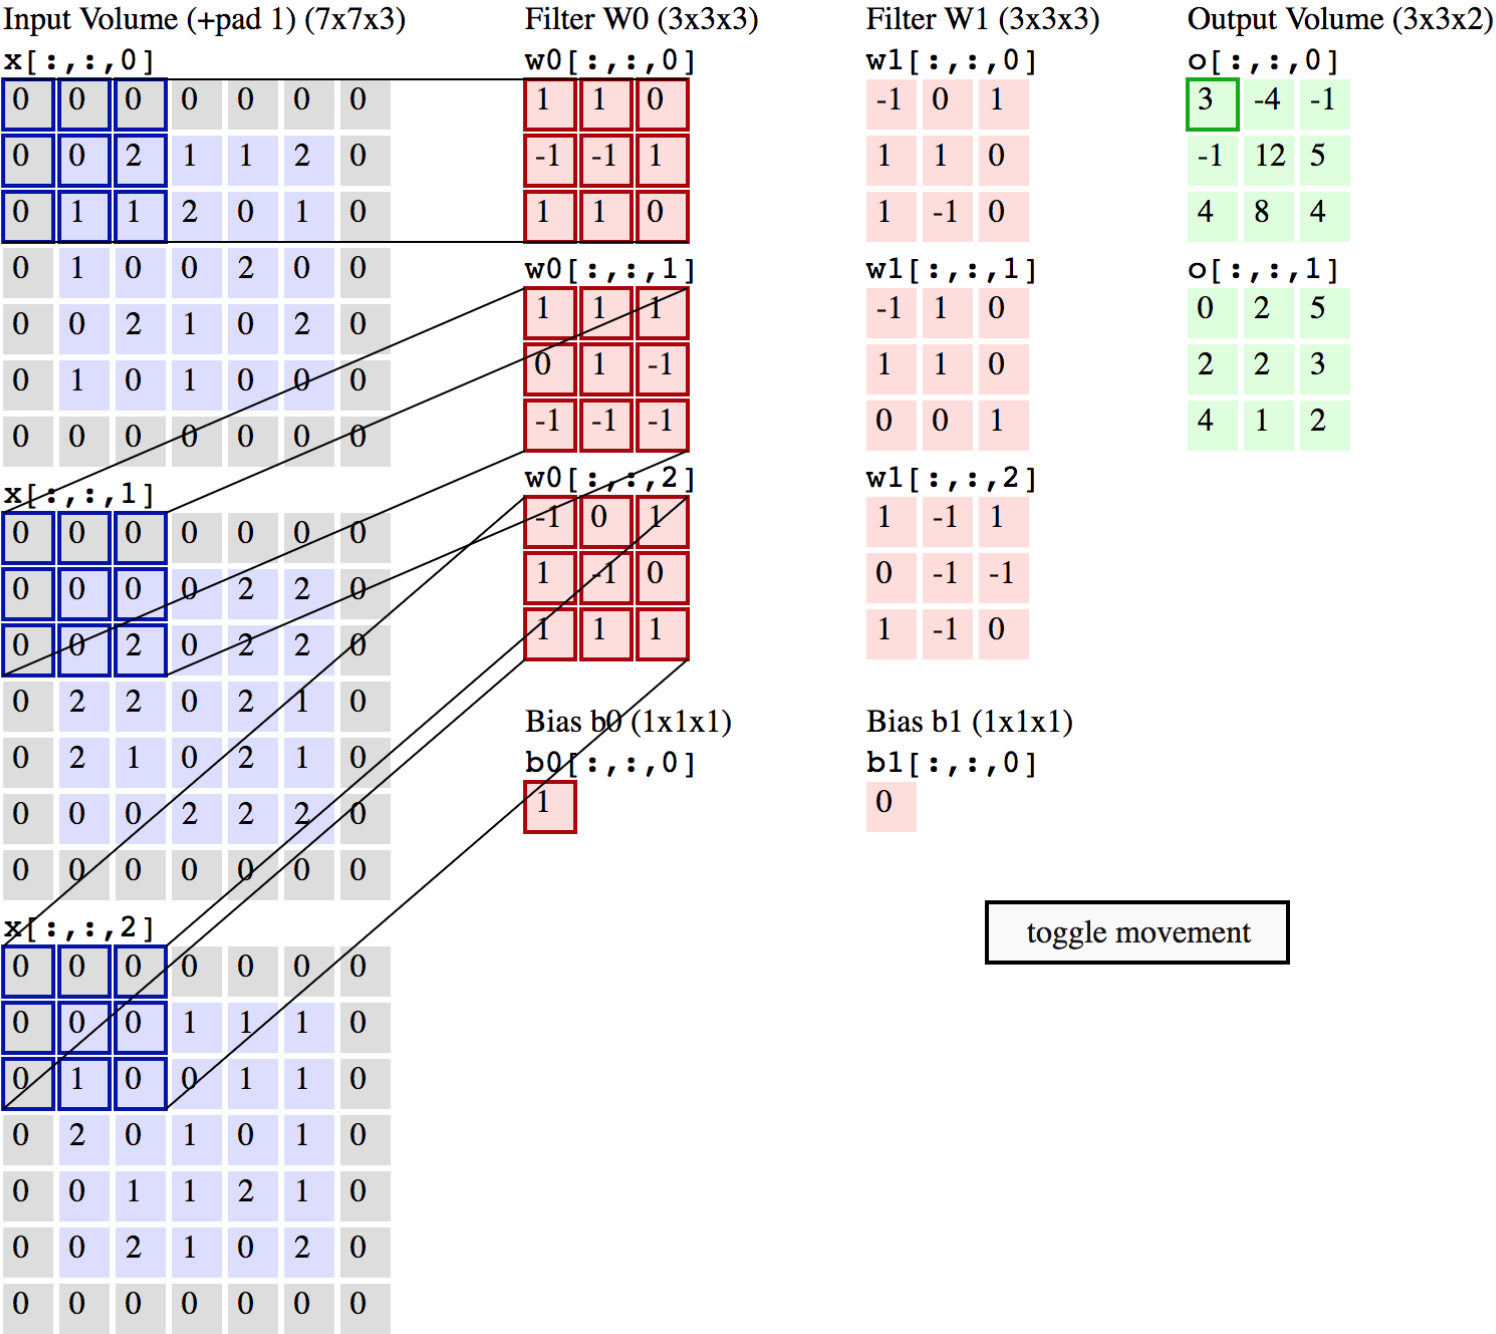 Input Volume (+pad 1) (7x7x3)
x[:,:,0]
0 0 0 0 0 0 0
0 0 2 1 1 2 0
0 1 1 2 0 1 0
0 1 0 0 2 0 0
0 0 2 1 0 2 0
0 1 0 1 0 0 0
0 0 0 0 0 0 0
x[:,:,1]
0 0 0 0 0 0 0
0 0 0 0 2 2 0
0 0 2 0 2 2 0
0 2 2 0 2 1 0
0 2 1 0 2 1 0
0 0 0 2 2 2 0
0 0 0 0 0 0 0
x[:,:,2]
0 0 0 0 0 0 0
0 0 0 1 1 1 0
0 1 0 0 1 1 0
0 2 0 1 0 1 0
0 0 1 1 2 1 0
0 0 2 1 0 2 0
0 0 0 0 0 0 0
Filter W0 (3x3x3)
w0[:,:,0]
1 1 0
-1 -1 1
1 1 0
w0[:,:,1]
1 1 1
0 1 -1
-1 -1 -1
w0[:,:,2]
-1 0 1
1 -1 0
1 1 1
Bias b0 (1x1x1)
b0[:,:,0]
1
Filter W1 (3x3x3)
w1[:,:,0]
-1 0 1
1 1 0
1 -1 0
w1[:,:,1]
-1 1 0
1 1 0
0 0 1
w1[:,:,2]
1 -1 1
0 -1 -1
1 -1 0
Bias b1 (1x1x1)
b1[:,:,0]
0
Output Volume (3x3x2)
o[:,:,0]
3 -4 -1
-1 12 5
4 8 4
o[:,:,1]
0 2 5
2 2 3
4 1 2
toggle movement